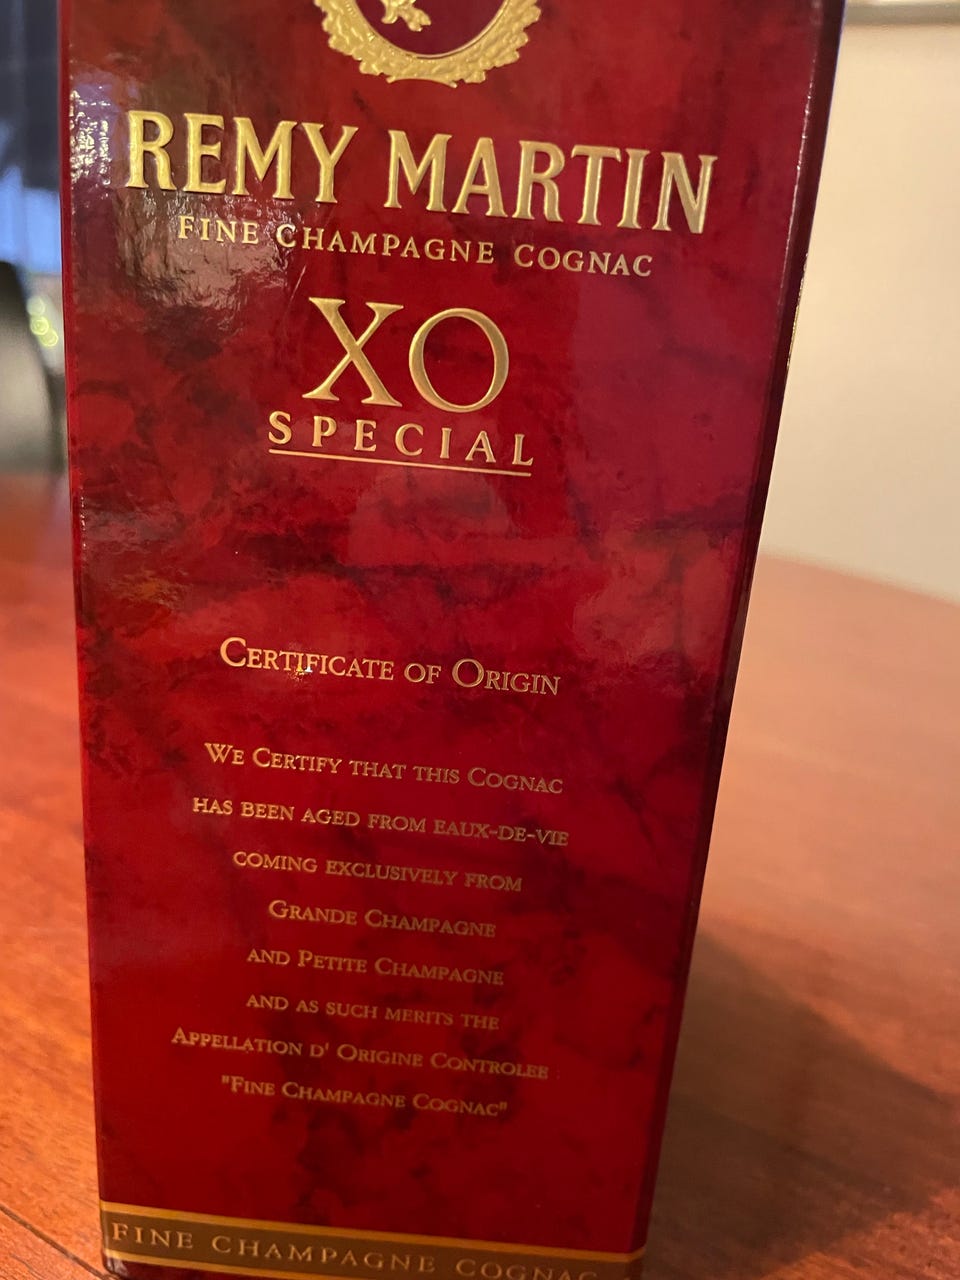 REMY MARTIN
FINE CHAMPAGNE COGNAC
XO
SPECIAL
CERTIFICATE OF ORIGIN
WE CERTIFY THAT THIS COGNAC
HAS BEEN AGED FROM EAUX-DE-VIE
COMING EXCLUSIVELY FROM
GRANDE CHAMPAGNE
AND PETITE CHAMPAGNE
AND AS SUCH MERITS THE
APPELLATION D' ORIGINE CONTROLEE
"FINE CHAMPAGNE COGNAC"
FINE CHAMPAGNE COGNAC